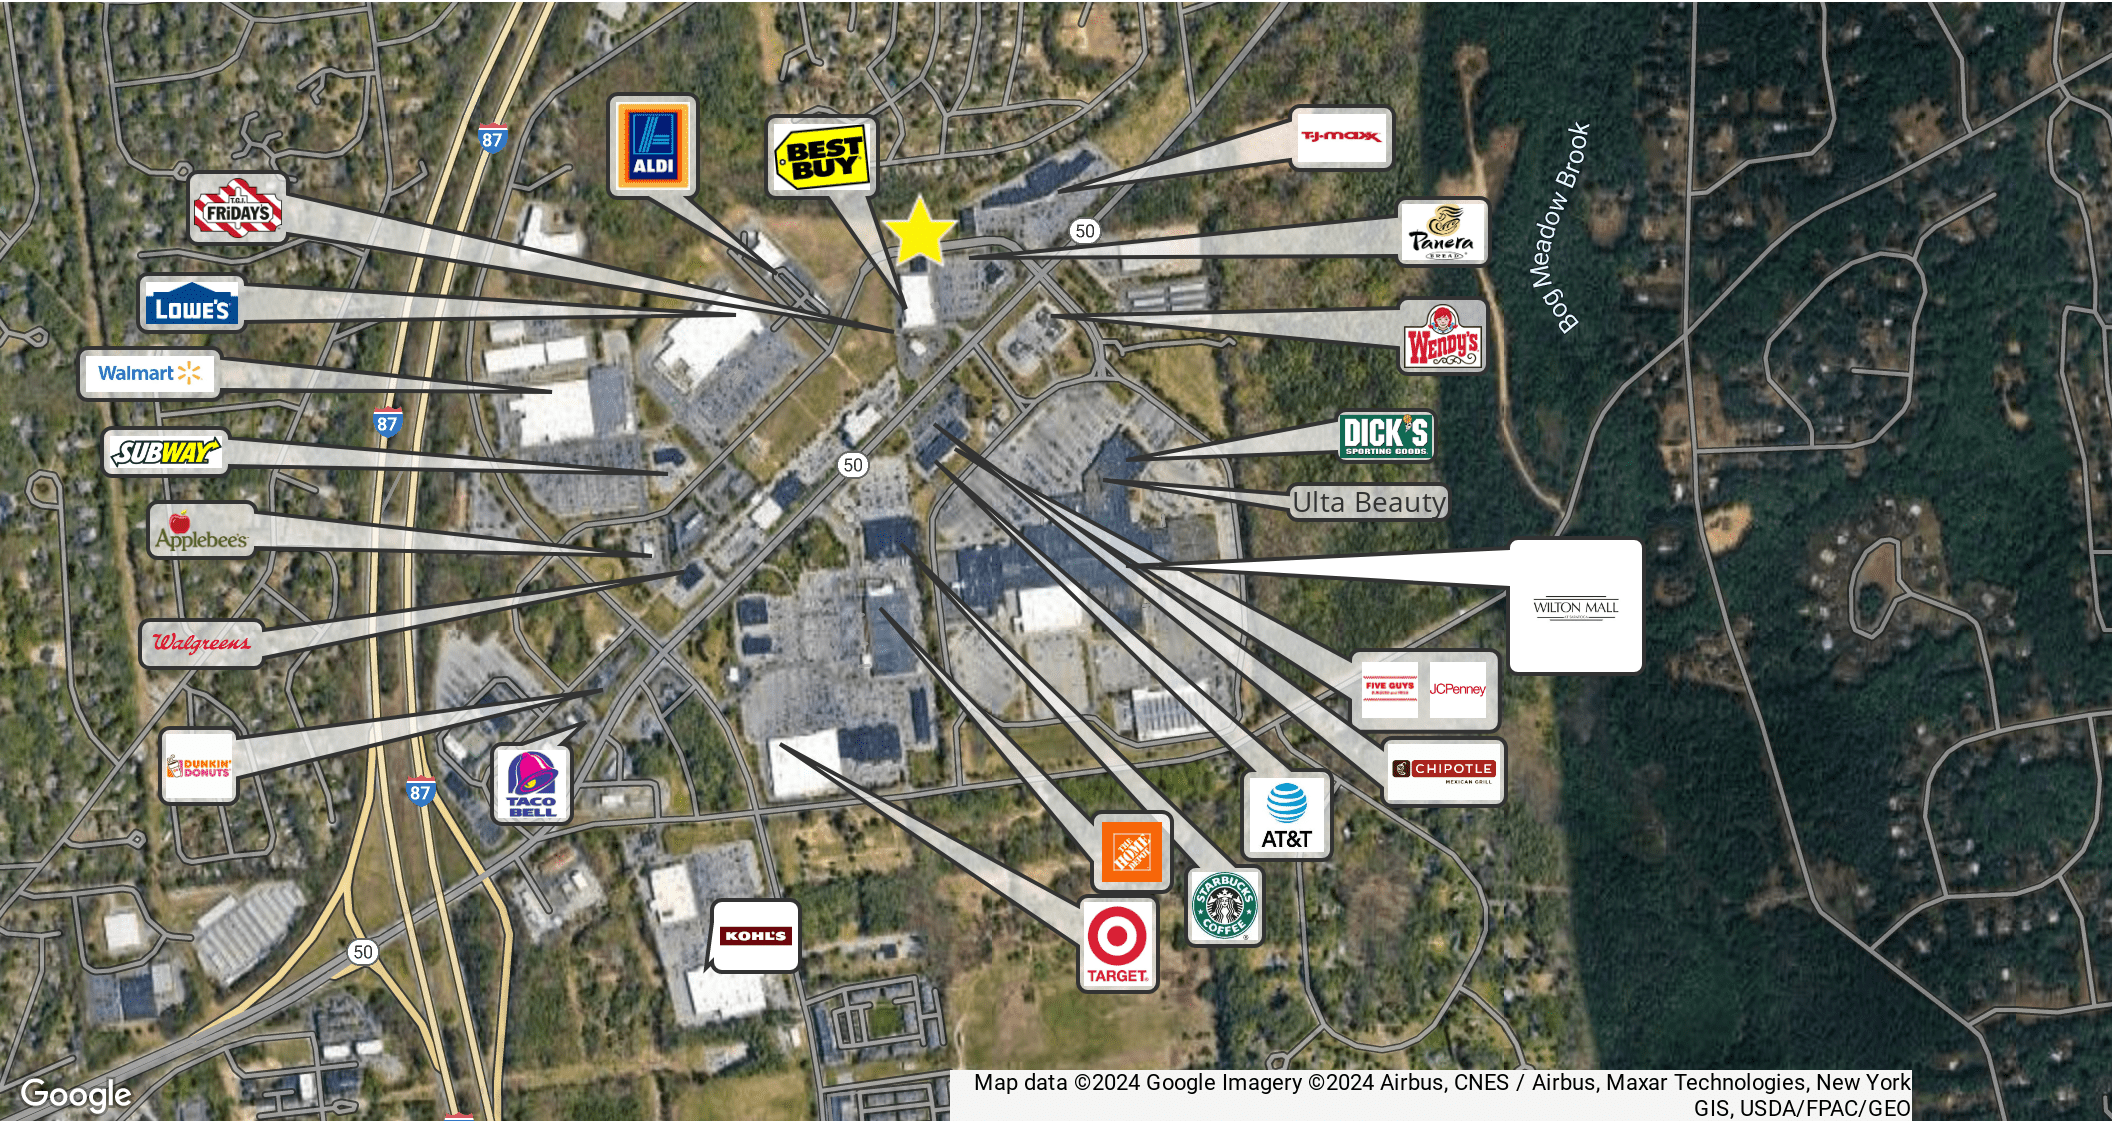 87
ALDI
BEST
BUY
T•J•maxx
T.G.I.
FRiDAY'S
Panera
BREAD
50
Bog Meadow Brook
LOWE'S
WENDY'S
Walmart
87
SUBWAY
DICK'S
SPORTING GOODS
50
Ulta Beauty
Applebee's
WILTON MALL
Walgreens
FIVE GUYS
JCPenney
DUNKIN'
DONUTS
TACO
BELL
87
CHIPOTLE
MEXICAN GRILL
AT&T
THE
HOME
DEPOT
STARBUCKS
COFFEE
KOHL'S
TARGET
50
Google
Map data ©2024 Google Imagery ©2024 Airbus, CNES / Airbus, Maxar Technologies, New York
GIS, USDA/FPAC/GEO